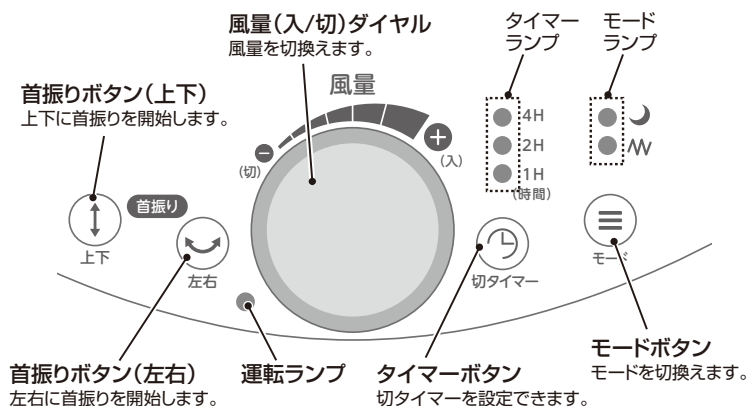 風量（入/切）ダイヤル
風量を切換えます。
タイマー
ランプ
モード
ランプ
首振りボタン（上下）
上下に首振りを開始します。
風量
4H
2H
1H
(時間)
(切)
(入)
首振り
上下
左右
切タイマー
モード
首振りボタン（左右）
左右に首振りを開始します。
運転ランプ
タイマーボタン
切タイマーを設定できます。
モードボタン
モードを切換えます。